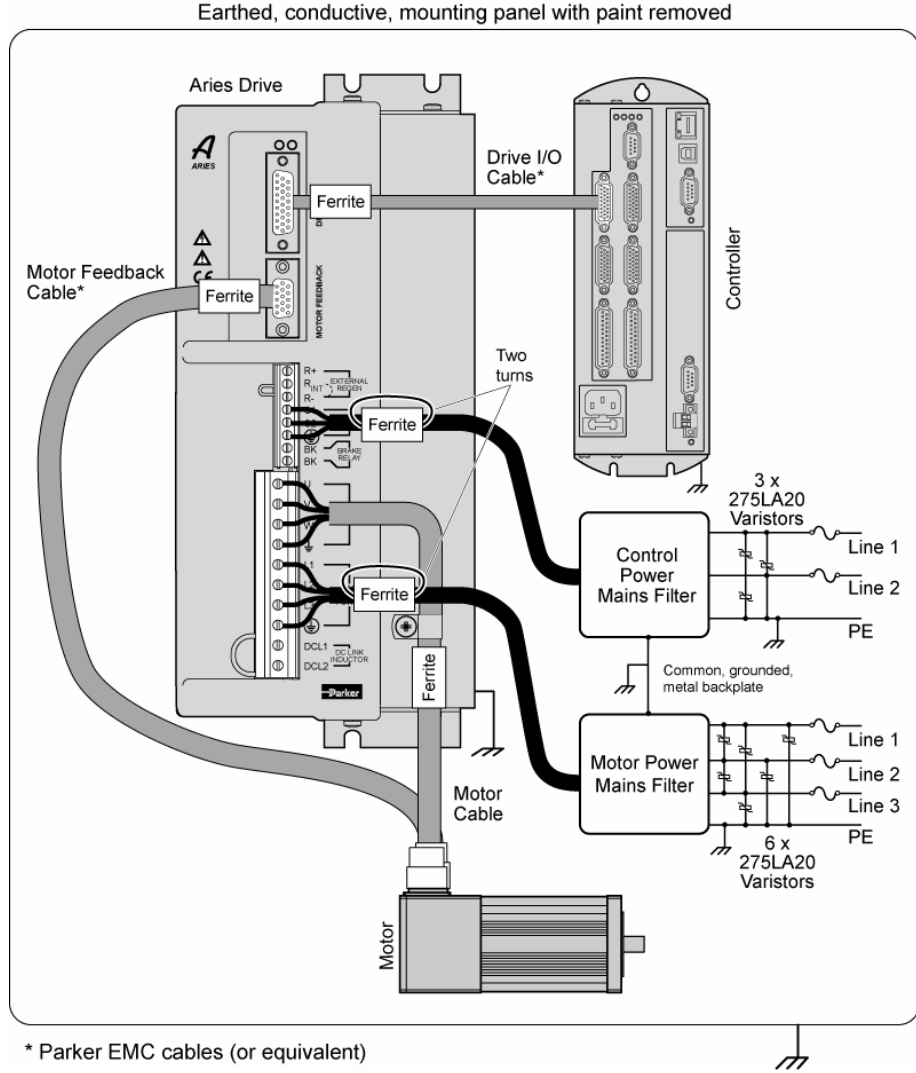 Earthed, conductive, mounting panel with paint removed
Aries Drive
ARIES
Drive I/O
Cable*
Ferrite
Controller
Motor Feedback
Cable*
Ferrite
MOTOR FEEDBACK
Two
turns
R+
RINT
R-
EXTERNAL
REGEN
Ferrite
BK
BK
BRAKE
RELAY
3 x
275LA20
Varistors
Control
Power
Mains Filter
Line 1
Line 2
PE
U
V
W
L1
Ferrite
DCL1
DCL2
DC LINK
INDUCTOR
Parker
Ferrite
Common, grounded,
metal backplate
Motor
Cable
Motor Power
Mains Filter
Line 1
Line 2
Line 3
PE
6 x
275LA20
Varistors
Motor
* Parker EMC cables (or equivalent)